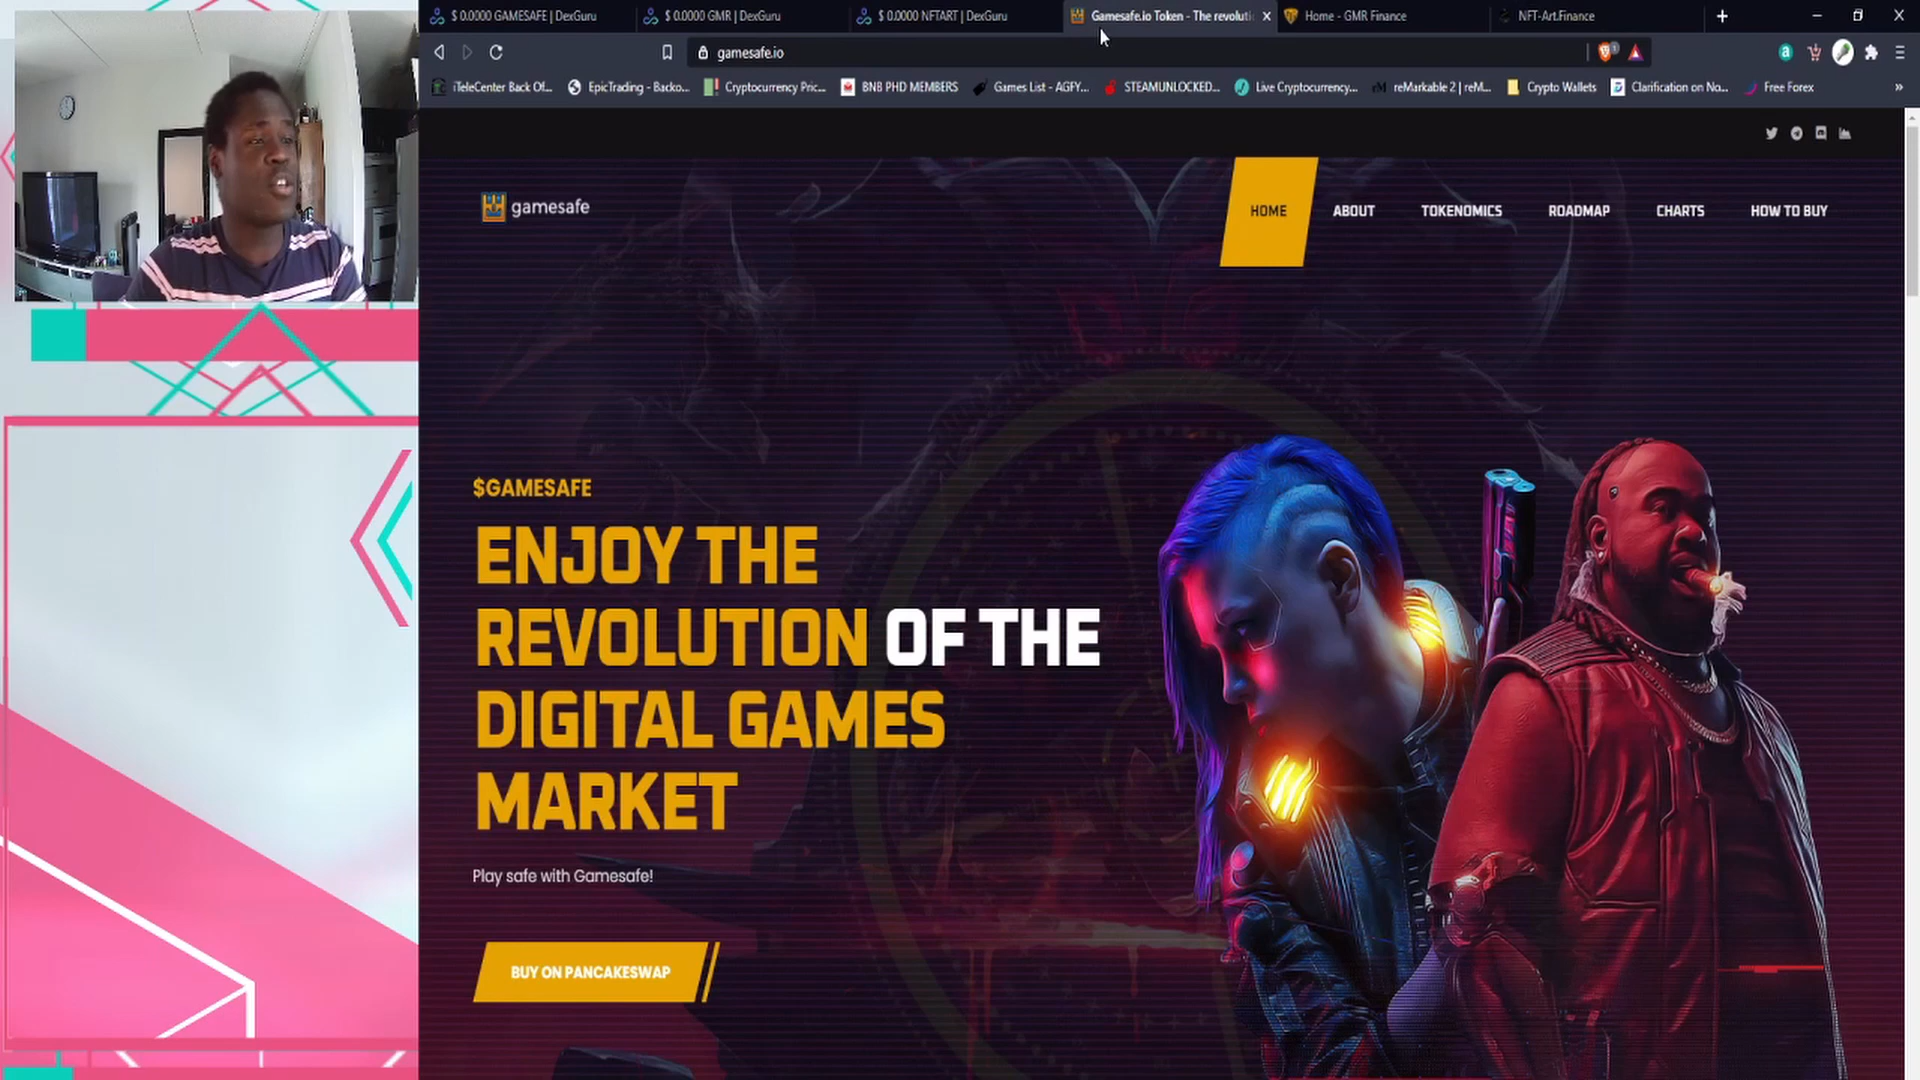 $ 0.0000 GAMESAFE | DexGuru
$ 0.0000 GMR | DexGuru
$ 0.0000 NFTART | DexGuru
Gamesafe.io Token - The revoluti
Home - GMR Finance
NFT-Art.Finance
gamesafe.io
iTeleCenter Back Of...
EpicTrading - Backo...
Cryptocurrency Pric...
BNB PHD MEMBERS
Games List - AGFY...
STEAMUNLOCKED...
Live Cryptocurrency...
rM reMarkable 2 | reM...
Crypto Wallets
Clarification on No...
Free Forex
gamesafe
HOME
ABOUT
TOKENOMICS
ROADMAP
CHARTS
HOW TO BUY
$GAMESAFE
ENJOY THE
REVOLUTION OF THE
DIGITAL GAMES
MARKET
Play safe with Gamesafe!
BUY ON PANCAKESWAP